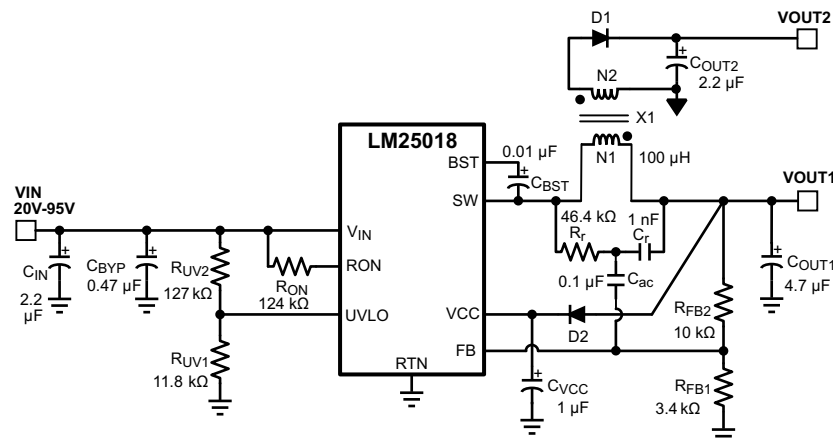 D1
VOUT2
+
COUT2
2.2 µF
N2
X1
LM25018
BST
0.01 µF
+
CBST
N1
100 µH
VOUT1
SW
46.4 kΩ
Rr
1 nF
Cr
VIN
20V-95V
VIN
+
CIN
2.2
µF
+
CBYP
0.47 µF
RUV2
127 kΩ
RON
124 kΩ
RON
0.1 µF
Cac
+
COUT1
4.7 µF
UVLO
VCC
D2
RFB2
10 kΩ
FB
RUV1
11.8 kΩ
RTN
+
CVCC
1 µF
RFB1
3.4 kΩ